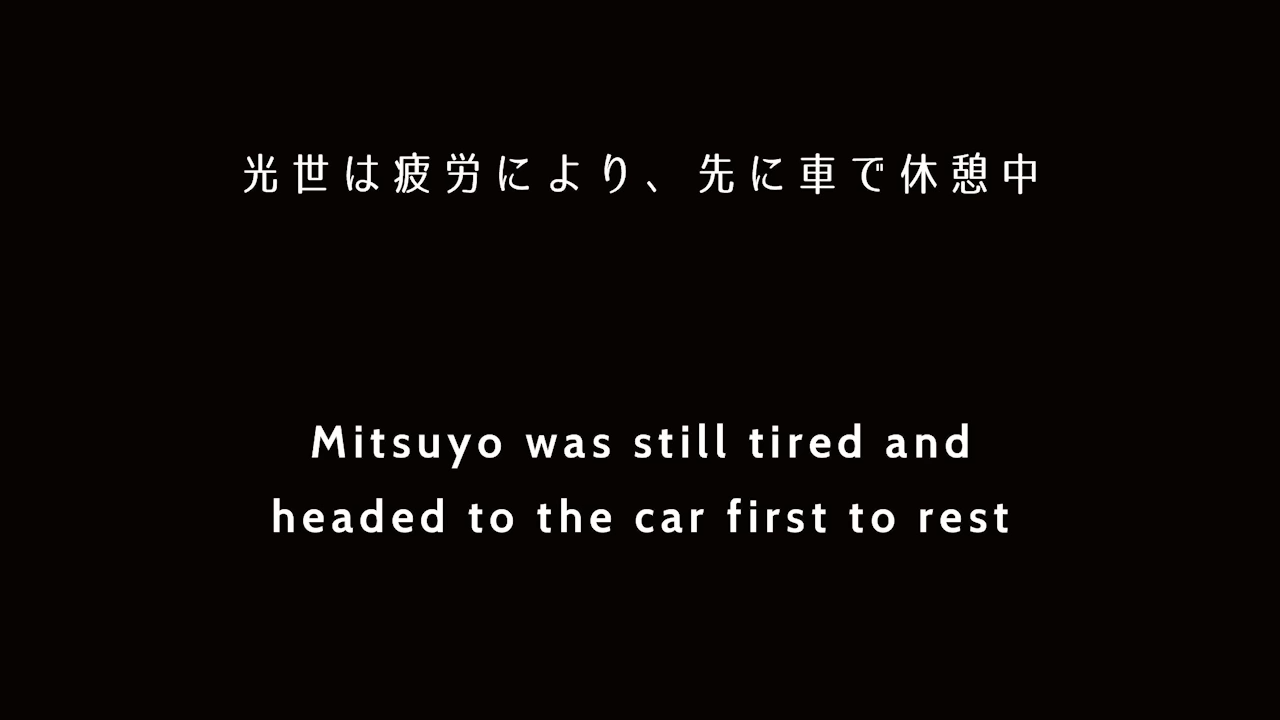 光世は疲労により、先に車で休憩中
Mitsuyo was still tired and
headed to the car first to rest